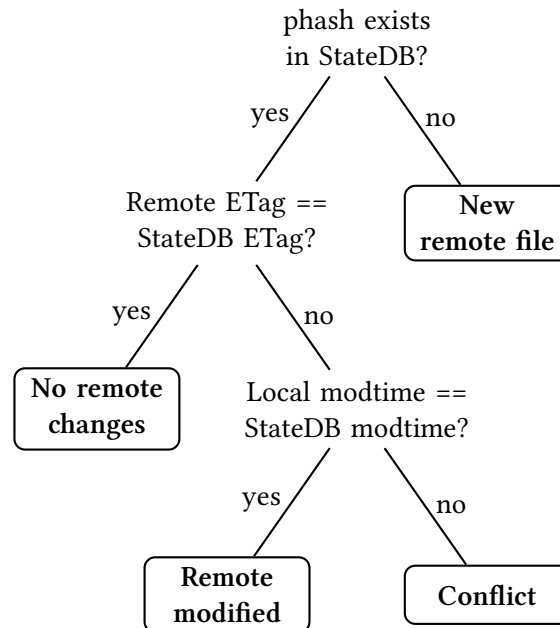 phash exists
in StateDB?
yes
no
Remote ETag ==
StateDB ETag?
New
remote file
yes
no
No remote
changes
Local modtime ==
StateDB modtime?
yes
no
Remote
modified
Conflict